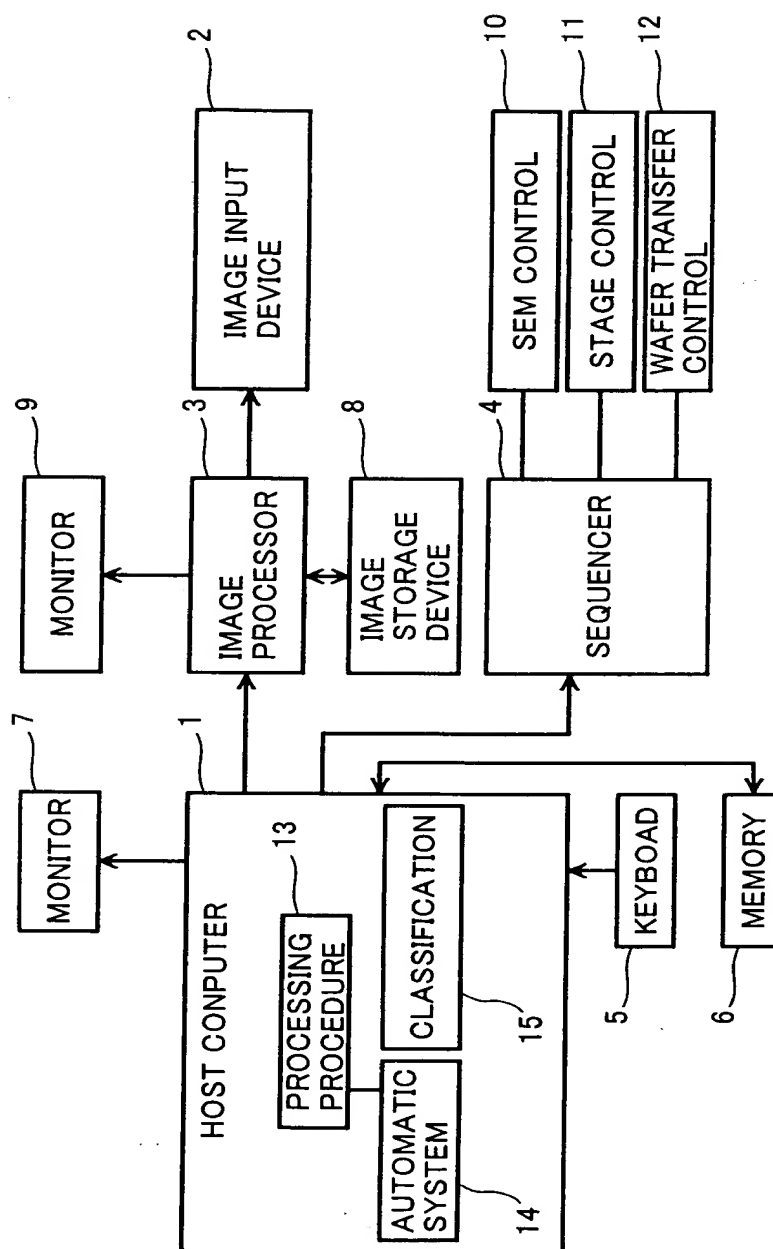 7
MONITOR
9
MONITOR
1
HOST CONPUTER
13
PROCESSING
PROCEDURE
14
AUTOMATIC
SYSTEM
15
CLASSIFICATION
3
IMAGE
PROCESSOR
2
IMAGE INPUT
DEVICE
8
IMAGE
STORAGE
DEVICE
4
SEQUENCER
10
SEM CONTROL
11
STAGE CONTROL
12
WAFER TRANSFER
CONTROL
5
KEYBOAD
6
MEMORY